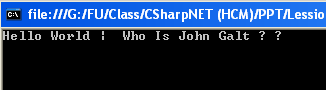 file:///G:/FU/Class/CSharpNET (HCM)/PPT/Lessio
Hello World ¦  Who Is John Galt ? ?